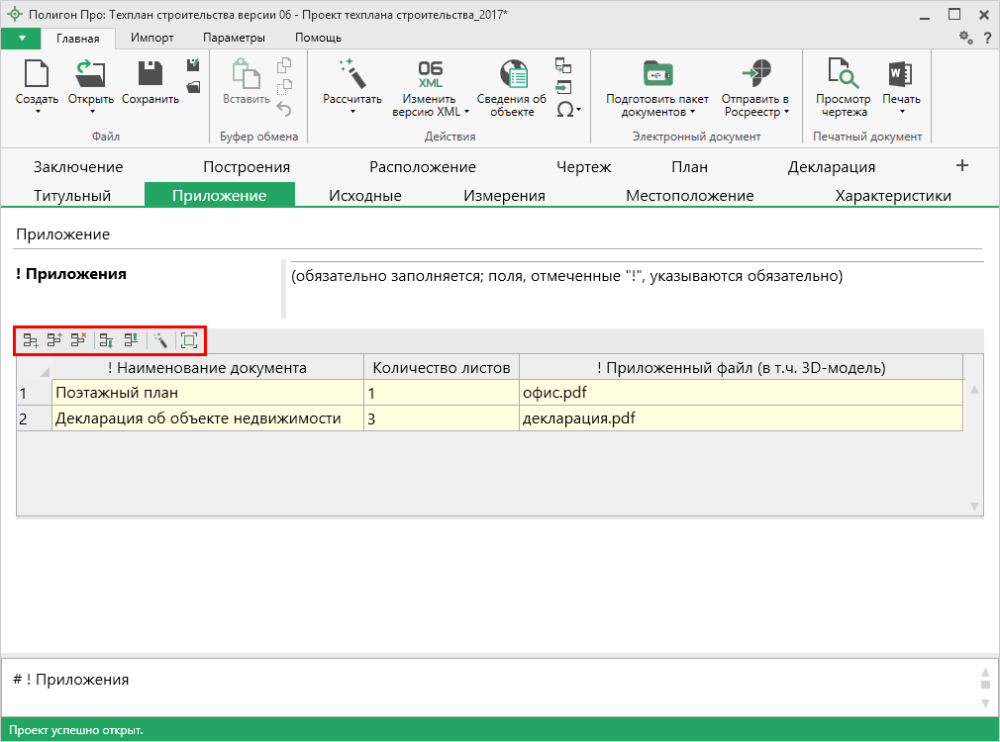 Полигон Про: Техплан строительства версии 06 - Проект техплана строительства_2017*
Главная Импорт Параметры Помощь ?
Создать Открыть Сохранить
Файл
Вставить
Буфер обмена
Рассчитать
06 XML
Изменить версию XML
Сведения об объекте
Ω
Действия
Подготовить пакет документов
Отправить в Росреестр
Электронный документ
Просмотр чертежа
W
Печать
Печатный документ
Заключение Построения Расположение Чертеж План Декларация +
Титульный Приложение Исходные Измерения Местоположение Характеристики
Приложение
! Приложения
(обязательно заполняется; поля, отмеченные "!", указываются обязательно)
! Наименование документа Количество листов ! Приложенный файл (в т.ч. 3D-модель)
1 Поэтажный план 1 офис.pdf
2 Декларация об объекте недвижимости 3 декларация.pdf
# ! Приложения
Проект успешно открыт.